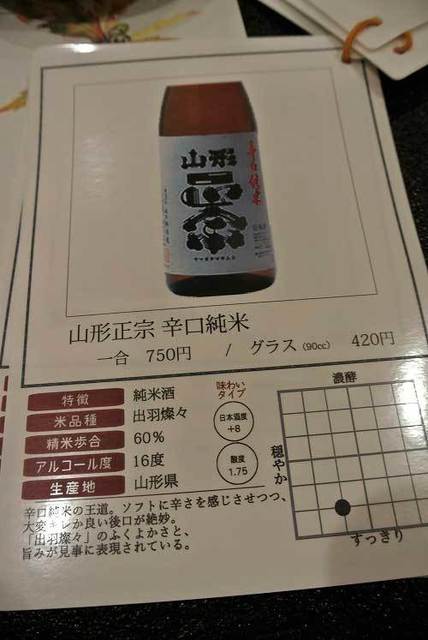 山形
正宗
辛口純米
山形正宗 辛口純米
一合 750円 / グラス(90cc) 420円
特徴 純米酒
米品種 出羽燦々
精米歩合 60%
アルコール度 16度
生産地 山形県
味わい
タイプ
日本酒度
+8
酸度
1.75
濃醇
穏やか
すっきり
辛口純米の王道。ソフトに辛さを感じさせつつ、
大変キレか良い後口が絶妙。
「出羽燦々」のふくよかさと、
旨みが見事に表現されている。